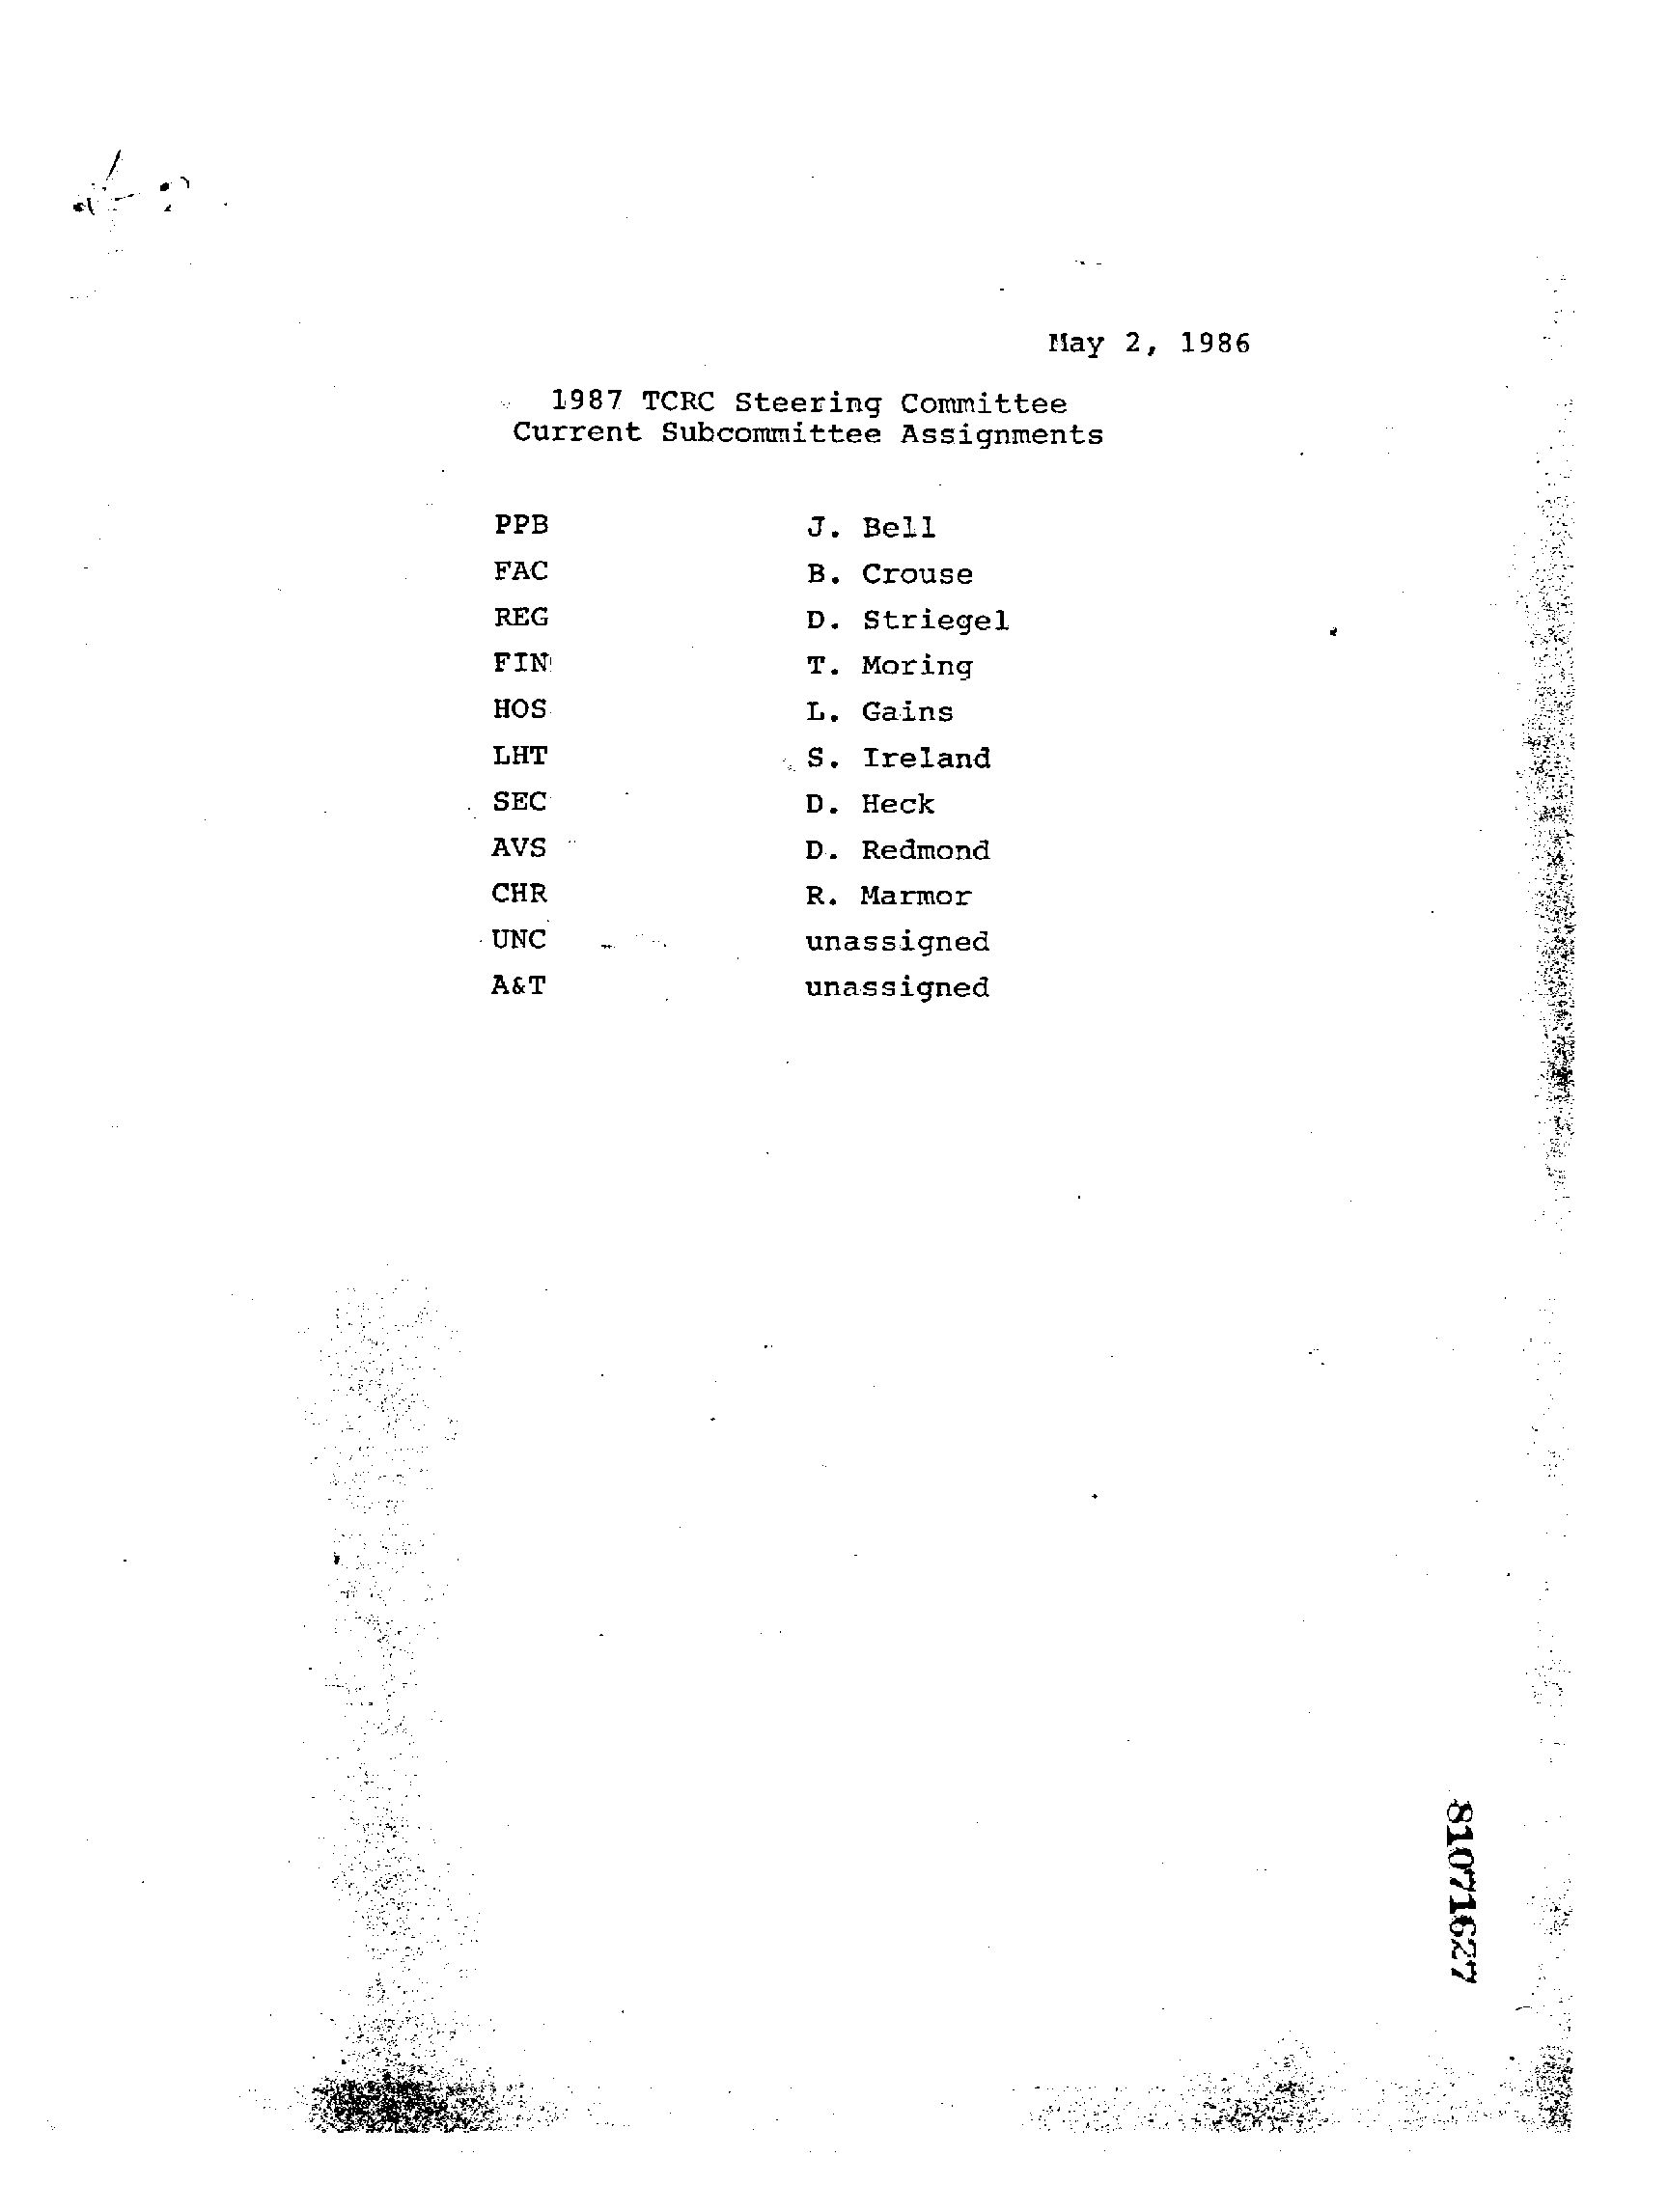 May 2, 1986
1987 TCRC Steering Committee
Current Subcommittee Assignments
PPB J. Bell
FAC B. Crouse
REG D. Striegel
FIN T. Moring
HOS L. Gains
LHT S. Ireland
SEC D. Heck
AVS D. Redmond
CHR R. Marmor
UNC unassigned
A&T unassigned
81071627